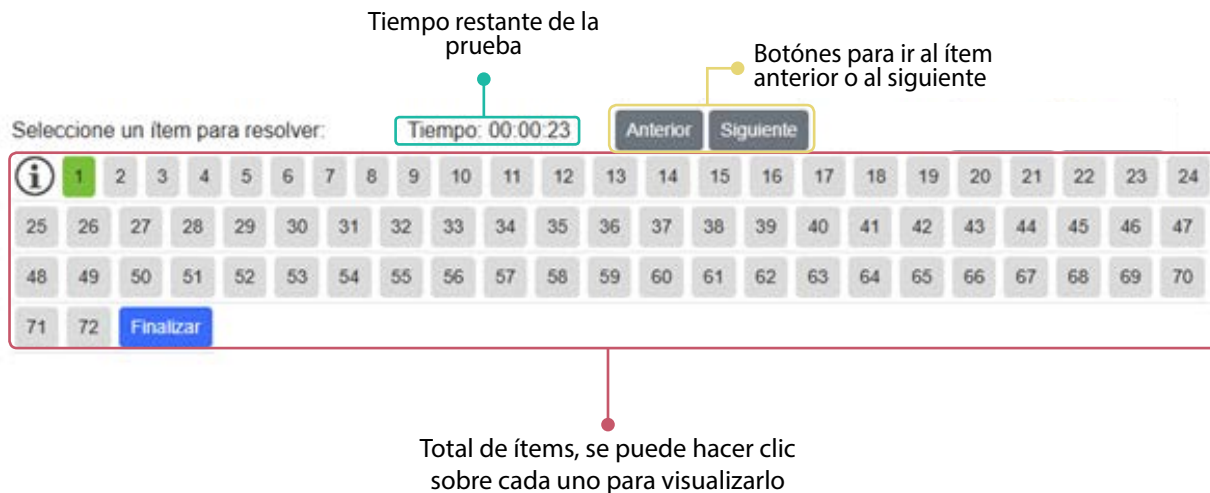 Tiempo restante de la
prueba
Botónes para ir al ítem
anterior o al siguiente
Seleccione un ítem para resolver:
Tiempo: 00:00:23
Anterior Siguiente
i 1 2 3 4 5 6 7 8 9 10 11 12 13 14 15 16 17 18 19 20 21 22 23 24
25 26 27 28 29 30 31 32 33 34 35 36 37 38 39 40 41 42 43 44 45 46 47
48 49 50 51 52 53 54 55 56 57 58 59 60 61 62 63 64 65 66 67 68 69 70
71 72 Finalizar
Total de ítems, se puede hacer clic
sobre cada uno para visualizarlo